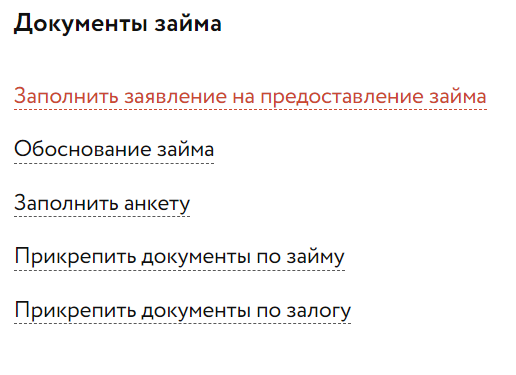 Документы займа
Заполнить заявление на предоставление займа
Обоснование займа
Заполнить анкету
Прикрепить документы по займу
Прикрепить документы по залогу